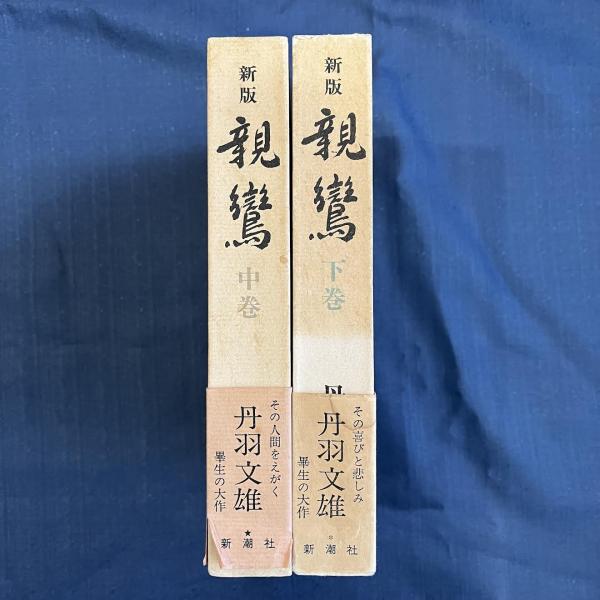 新版
親鸞
中巻
その人間をえがく
丹羽文雄
畢生の大作
★
新潮社
新版
親鸞
下巻
丹
その喜びと悲しみ
丹羽文雄
畢生の大作
*
新潮社